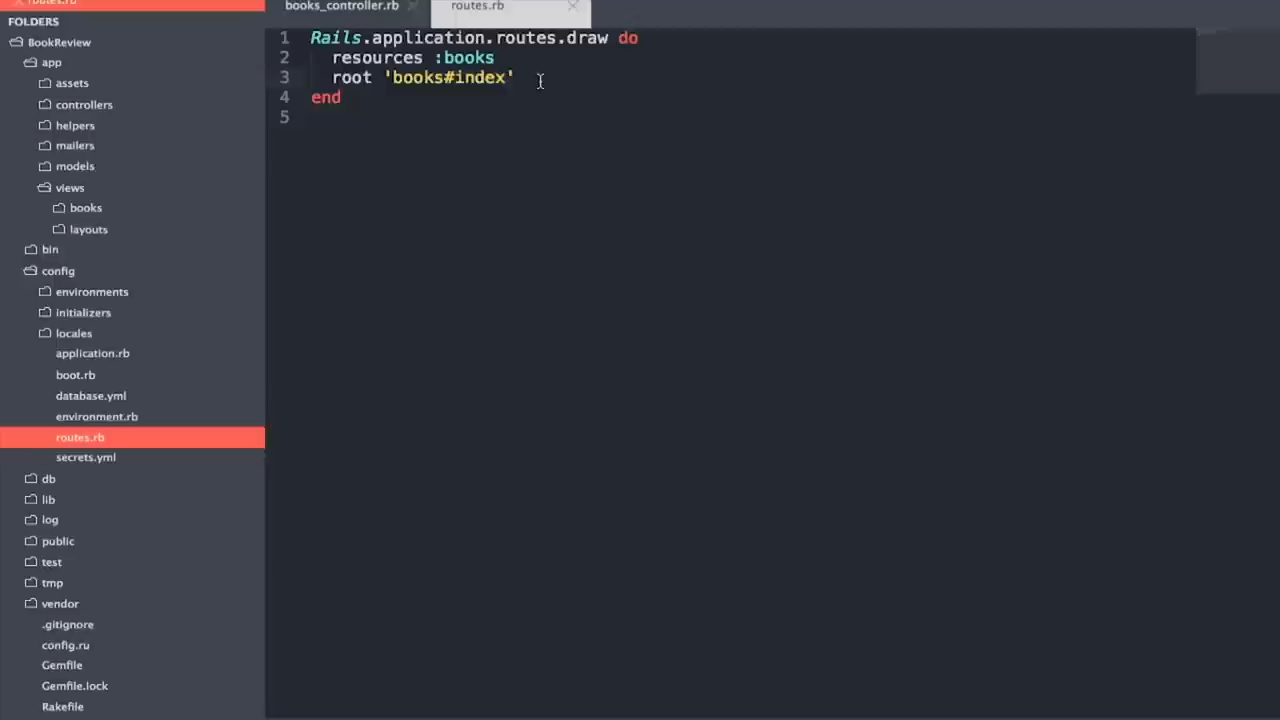 routes.rb
books_controller.rb
routes.rb
FOLDERS
BookReview
app
assets
controllers
helpers
mailers
models
views
books
layouts
bin
config
environments
initializers
locales
application.rb
boot.rb
database.yml
environment.rb
routes.rb
secrets.yml
db
lib
log
public
test
tmp
vendor
.gitignore
config.ru
Gemfile
Gemfile.lock
Rakefile
1 Rails.application.routes.draw do
2 resources :books
3 root 'books#index'
4 end
5